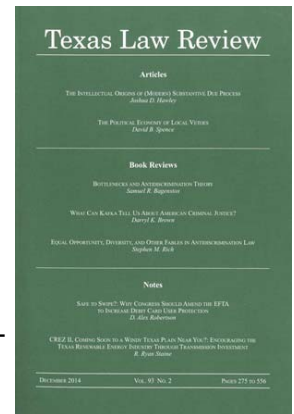 Texas Law Review
Articles
THE INTELLECTUAL ORIGINS OF (MODERN) SUBSTANTIVE DUE PROCESS
Joshua D. Hawley
THE POLITICAL ECONOMY OF LOCAL VETOES
David B. Spence
Book Reviews
BOTTLENECKS AND ANTIDISCRIMINATION THEORY
Samuel R. Bagenstos
WHAT CAN KAFKA TELL US ABOUT AMERICAN CRIMINAL JUSTICE?
Darryl K. Brown
EQUAL OPPORTUNITY, DIVERSITY, AND OTHER FABLES IN ANTIDISCRIMINATION LAW
Stephen M. Rich
Notes
SAFE TO SWIPE?: WHY CONGRESS SHOULD AMEND THE EFTA
TO INCREASE DEBIT CARD USER PROTECTION
D. Alex Robertson
CREZ II, COMING SOON TO A WINDY TEXAS PLAIN NEAR YOU?: ENCOURAGING THE
TEXAS RENEWABLE ENERGY INDUSTRY THROUGH TRANSMISSION INVESTMENT
R. Ryan Staine
DECEMBER 2014 VOL. 93 NO. 2 PAGES 275 TO 556